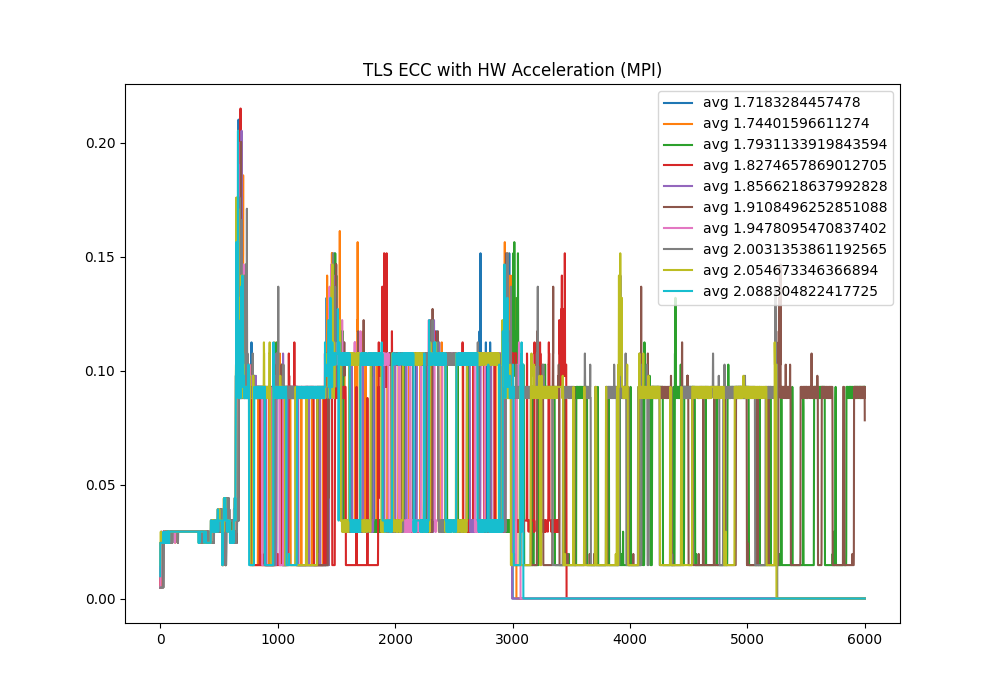 TLS ECC with HW Acceleration (MPI)
avg 1.7183284457478
avg 1.74401596611274
avg 1.7931133919843594
avg 1.8274657869012705
avg 1.8566218637992828
avg 1.9108496252851088
avg 1.9478095470837402
avg 2.0031353861192565
avg 2.054673346366894
avg 2.088304822417725
0.20
0.15
0.10
0.05
0.00
0 1000 2000 3000 4000 5000 6000